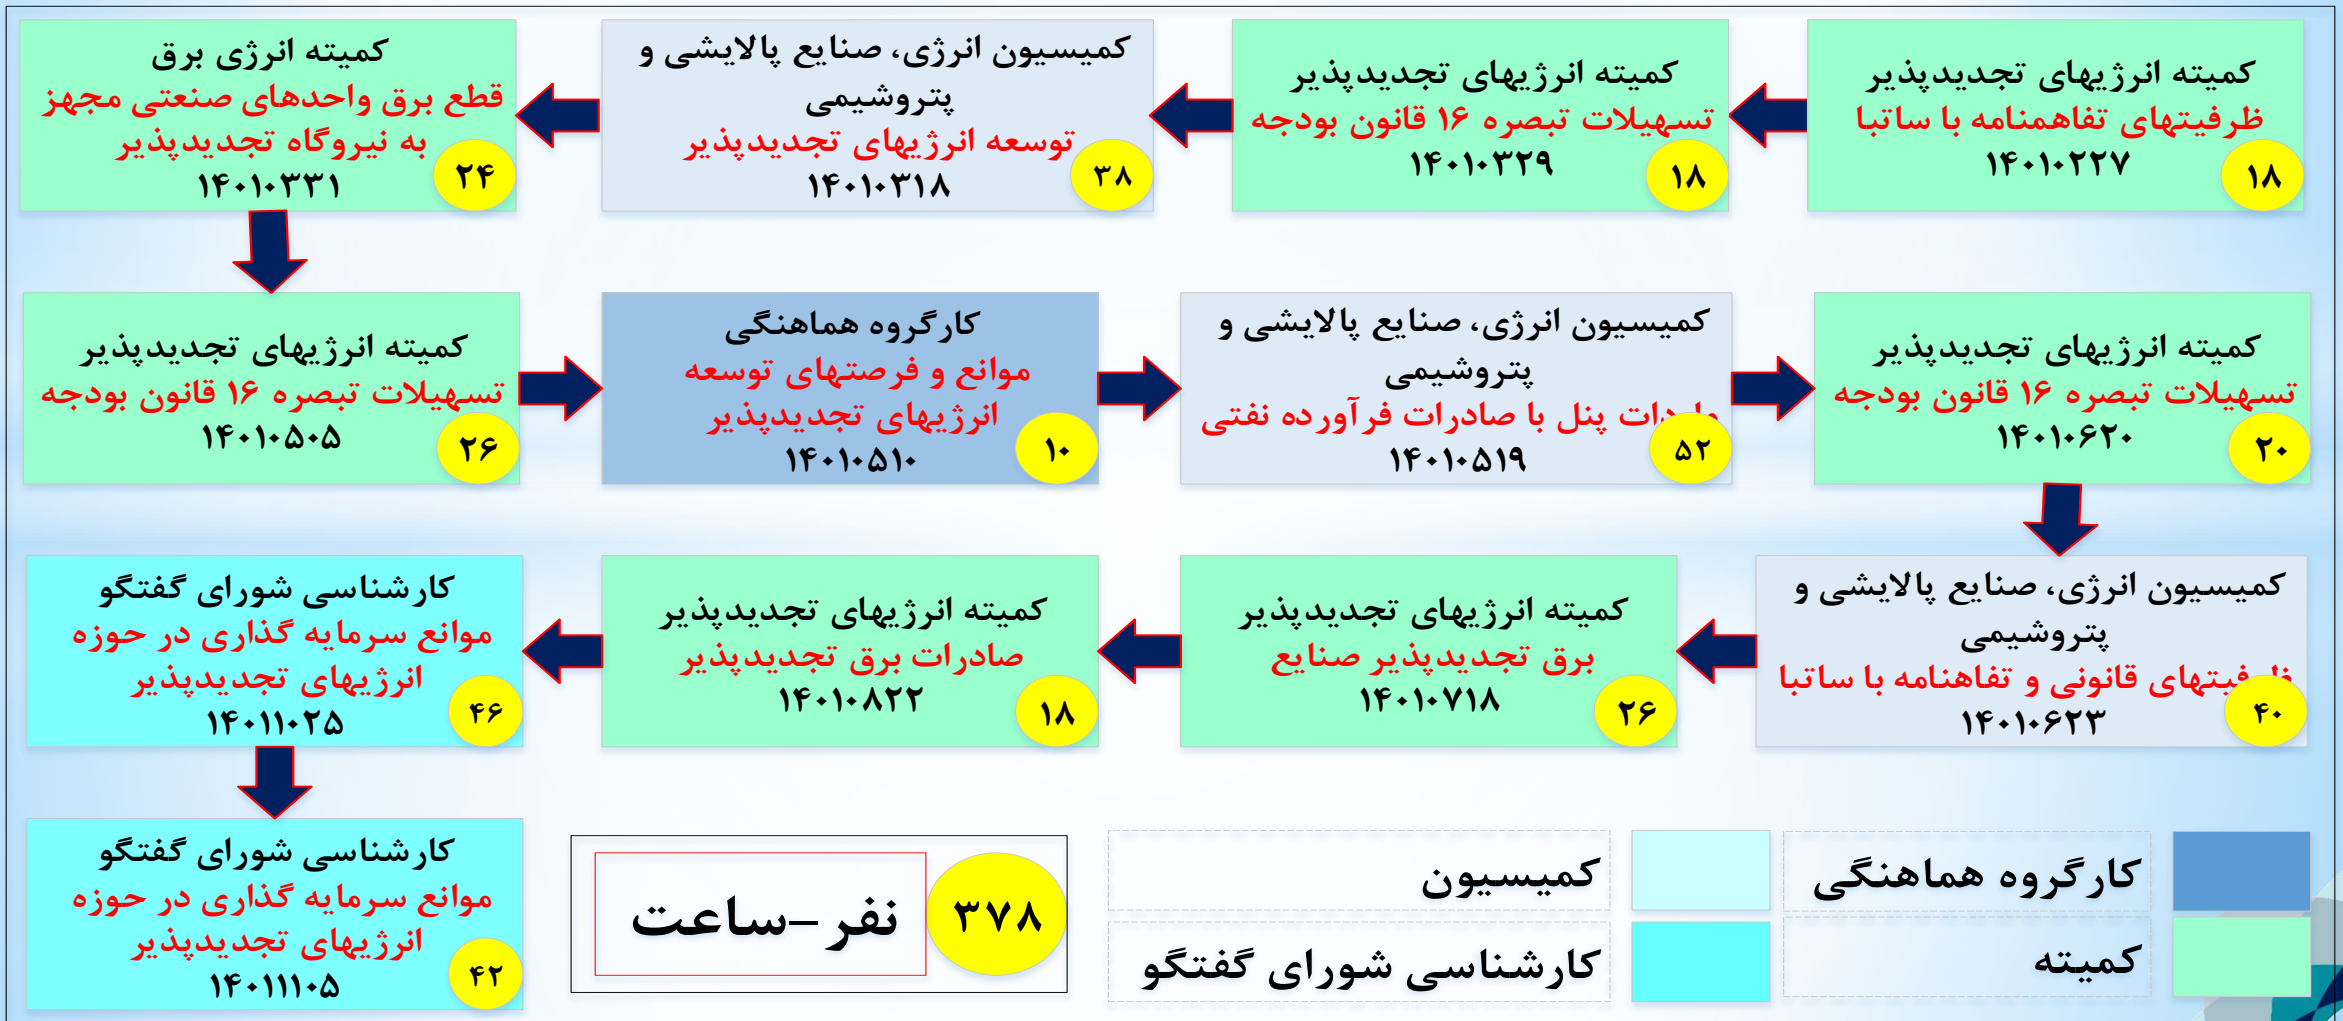 کمیته انرژیهای تجدیدپذیر
ظرفیتهای تفاهمنامه با ساتبا
۱۴۰۱۰۲۲۷
۱۸
کمیته انرژیهای تجدیدپذیر
تسهیلات تبصره ۱۶ قانون بودجه
۱۴۰۱۰۳۲۹
۱۸
کمیسیون انرژی، صنایع پالایشی و
پتروشیمی
توسعه انرژیهای تجدیدپذیر
۱۴۰۱۰۳۱۸
۳۸
کمیته انرژی برق
قطع برق واحدهای صنعتی مجهز
به نیروگاه تجدیدپذیر
۱۴۰۱۰۳۳۱
۲۴
کمیته انرژیهای تجدیدپذیر
تسهیلات تبصره ۱۶ قانون بودجه
۱۴۰۱۰۵۰۵
۲۶
کارگروه هماهنگی
موانع و فرصتهای توسعه
انرژیهای تجدیدپذیر
۱۴۰۱۰۵۱۰
۱۰
کمیسیون انرژی، صنایع پالایشی و
پتروشیمی
واردات پنل با صادرات فرآورده نفتی
۱۴۰۱۰۵۱۹
۵۲
کمیته انرژیهای تجدیدپذیر
تسهیلات تبصره ۱۶ قانون بودجه
۱۴۰۱۰۶۲۰
۲۰
کمیسیون انرژی، صنایع پالایشی و
پتروشیمی
ظرفیتهای قانونی و تفاهنامه با ساتبا
۱۴۰۱۰۶۲۳
۴۰
کمیته انرژیهای تجدیدپذیر
برق تجدیدپذیر صنایع
۱۴۰۱۰۷۱۸
۲۶
کمیته انرژیهای تجدیدپذیر
صادرات برق تجدیدپذیر
۱۴۰۱۰۸۲۲
۱۸
کارشناسی شورای گفتگو
موانع سرمایه گذاری در حوزه
انرژیهای تجدیدپذیر
۱۴۰۱۱۰۲۵
۴۶
کارشناسی شورای گفتگو
موانع سرمایه گذاری در حوزه
انرژیهای تجدیدپذیر
۱۴۰۱۱۱۰۵
۴۲
۳۷۸
نفر –ساعت
کارگروه هماهنگی
کمیسیون
کمیته
کارشناسی شورای گفتگو